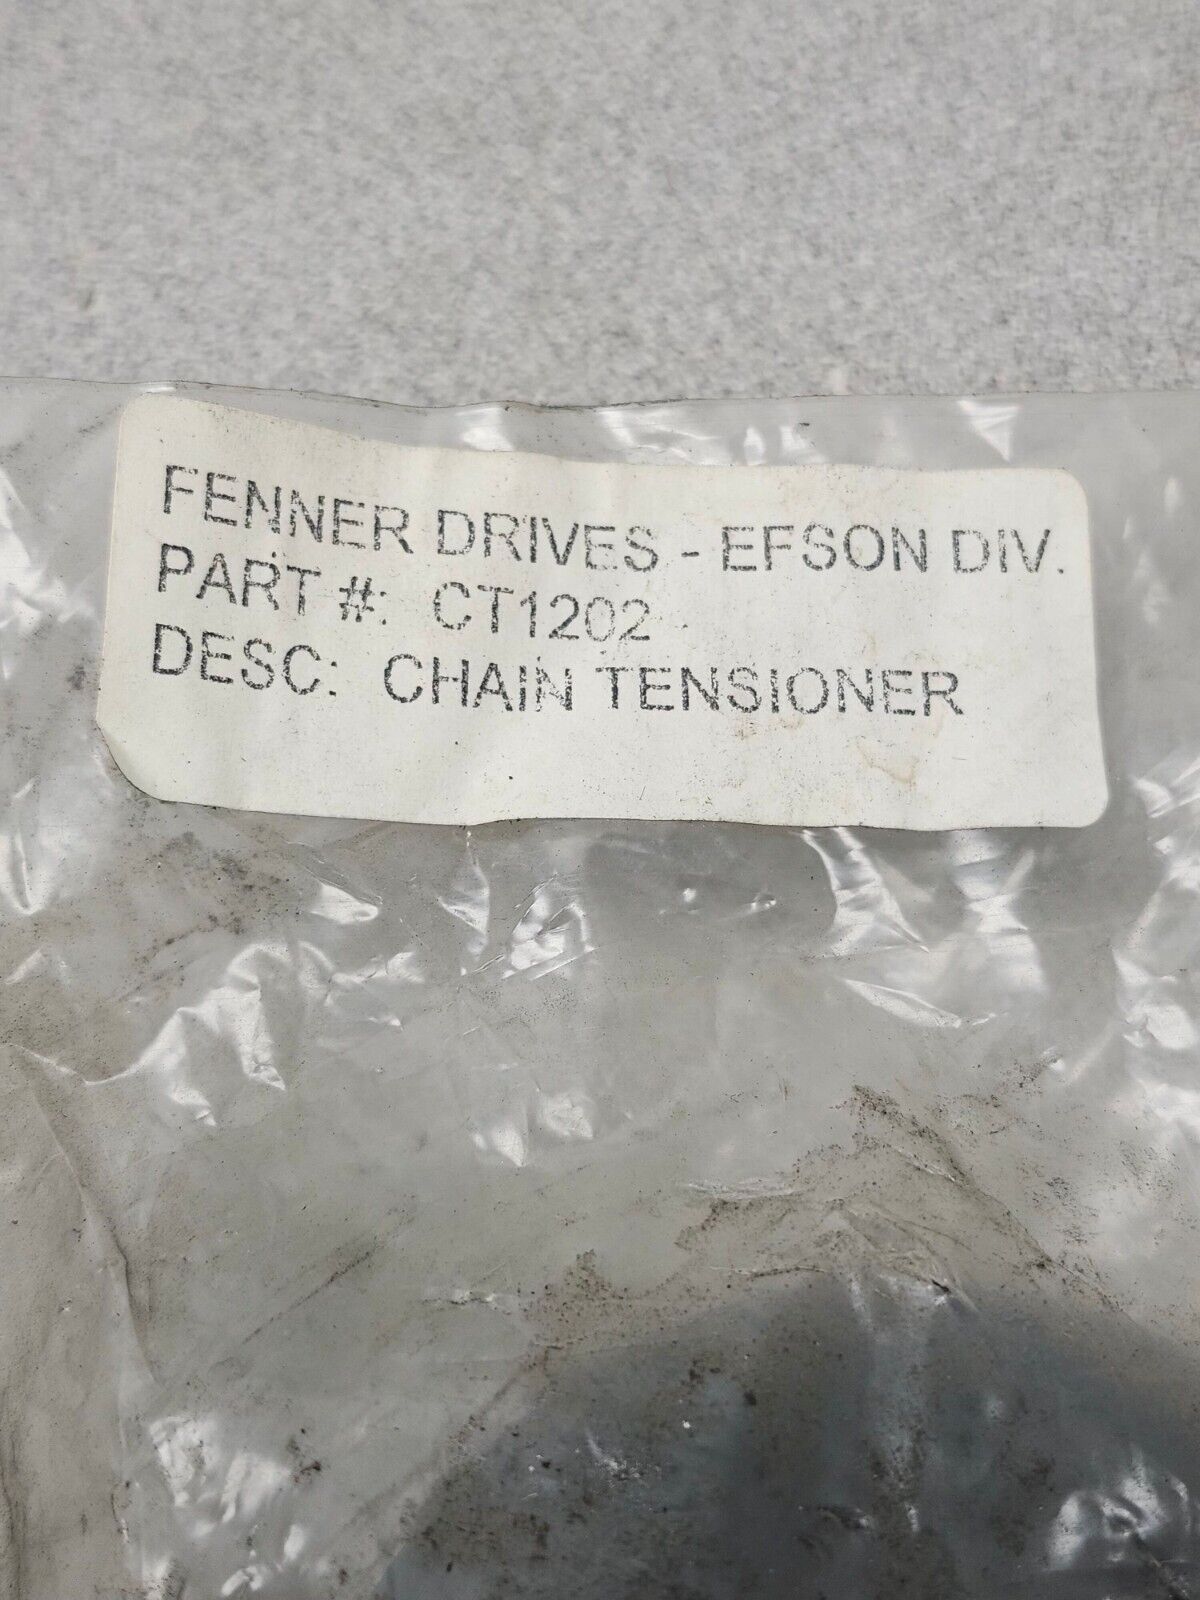 FENNER DRIVES - EFSON DIV.
PART #: CT1202
DESC: CHAIN TENSIONER